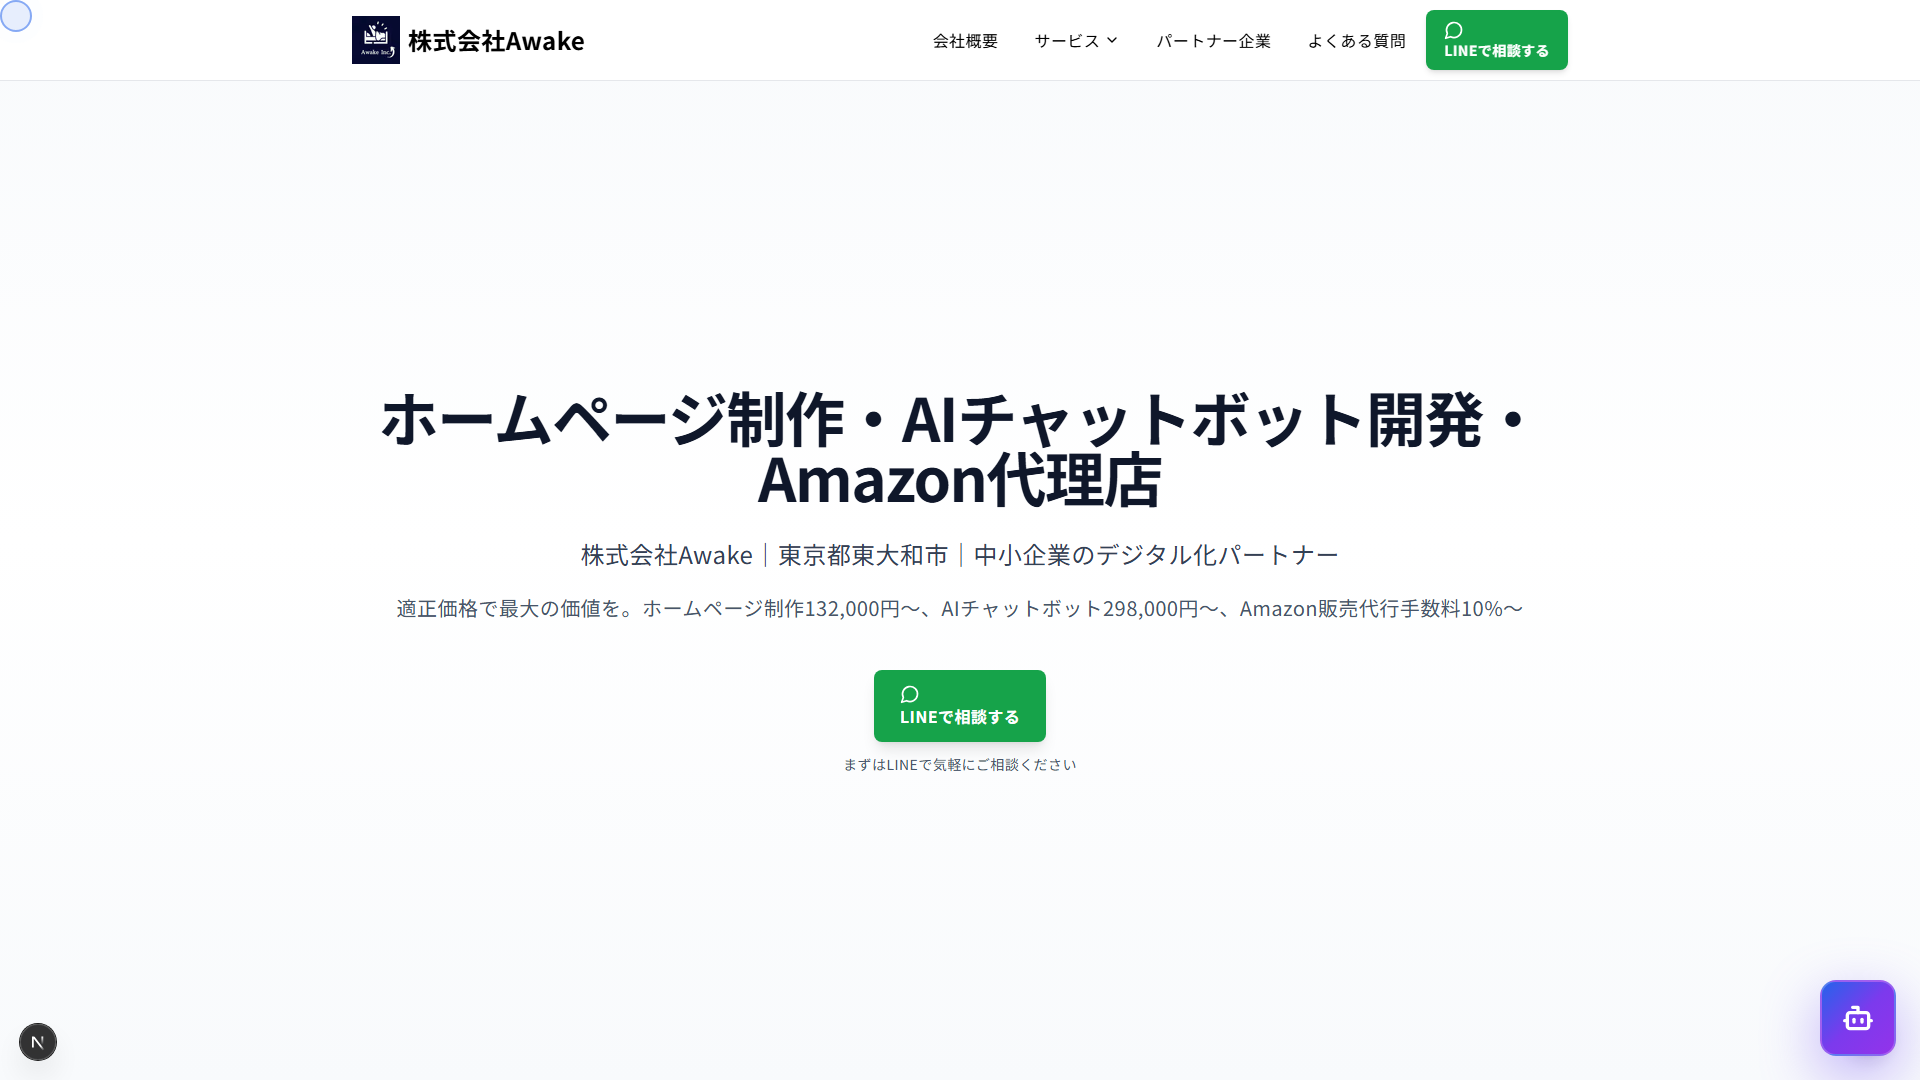 Awake Inc.
株式会社Awake
会社概要
サービス
パートナー企業
よくある質問
LINEで相談する
ホームページ制作・AIチャットボット開発・
Amazon代理店
株式会社Awake｜東京都東大和市｜中小企業のデジタル化パートナー
適正価格で最大の価値を。ホームページ制作132,000円〜、AIチャットボット298,000円〜、Amazon販売代行手数料10%〜
LINEで相談する
まずはLINEで気軽にご相談ください
N